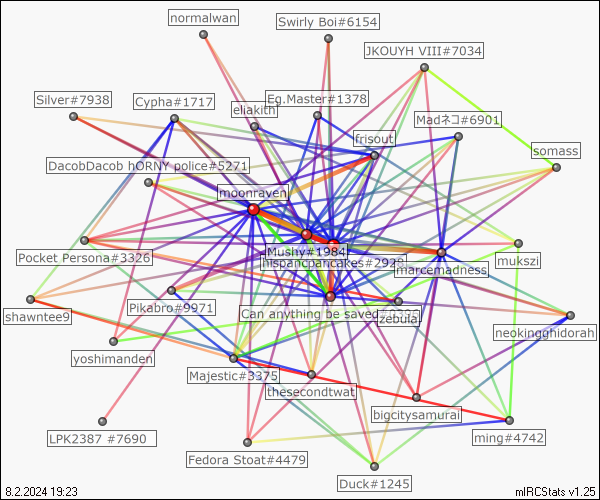 normalwan
Swirly Boi#6154
JKOUYH VIII#7034
Silver#7938
Cypha#1717
Eg.Master#1378
eliakith
Madネコ#6901
frisout
somass
DacobDacob hORNY police#5271
moonraven
Mushy#1984
Pocket Persona#3326
hispancpancakes#2928
marcemadness
mukszi
shawntee9
Pikabro#9971
Can anything be saved
zebula
neokingghidorah
yoshimanden
Majestic#3375
thesecondtwat
bigcitysamurai
LPK2387 #7690
ming#4742
Fedora Stoat#4479
Duck#1245
8.2.2024 19:23
mIRCStats v1.25